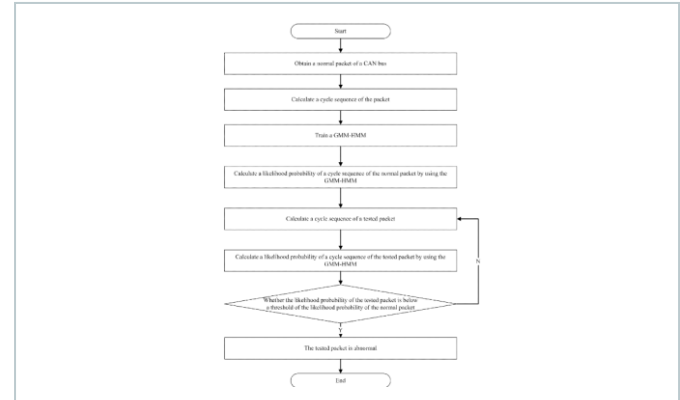 Start
Obtain a normal packet of a CAN bus
Calculate a cycle sequence of the packet
Train a GMM-HMM
Calculate a likelihood probability of a cycle sequence of the normal packet by using the
GMM-HMM
Calculate a cycle sequence of a tested packet
Calculate a likelihood probability of a cycle sequence of the tested packet by using the
GMM-HMM
N
Whether the likelihood probability of the tested packet is below
a threshold of the likelihood probability of the normal packet
Y
The tested packet is abnormal
End